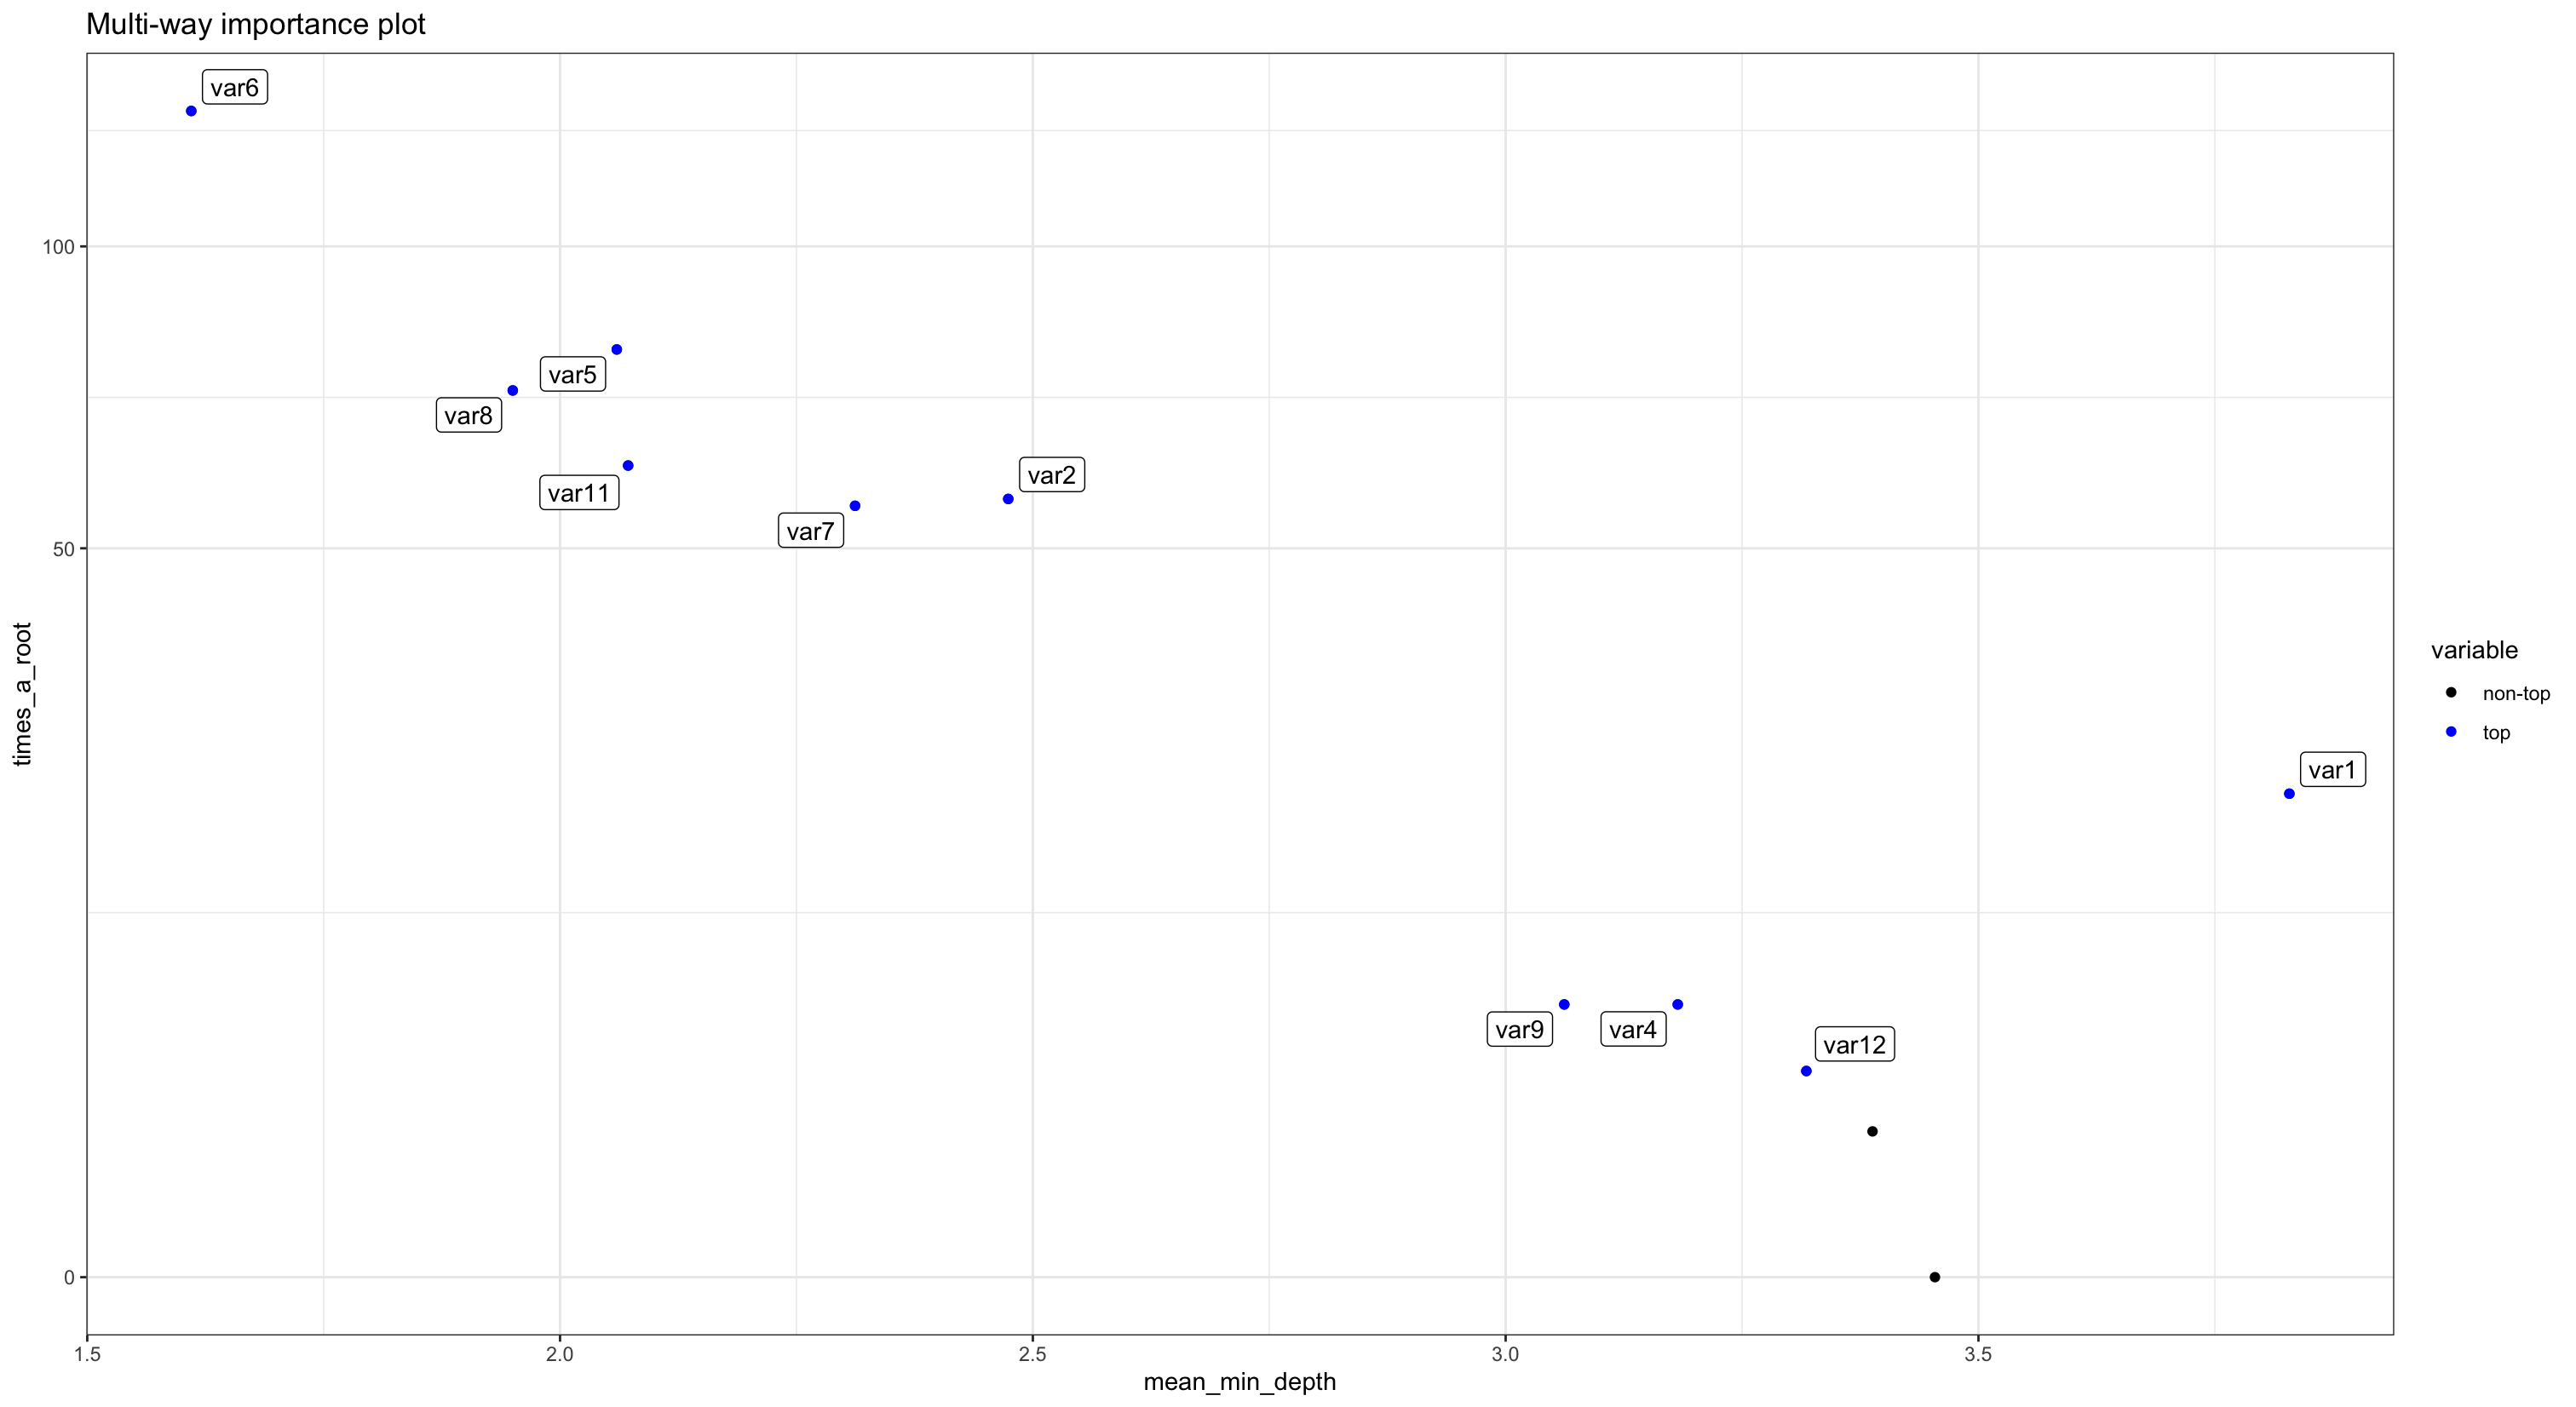 Multi-way importance plot
var6
100
var5
var8
var2
var11
var7
50
times_a_root
variable
non-top
top
var1
var9
var4
var12
0
1.5
2.0
2.5
3.0
3.5
mean_min_depth